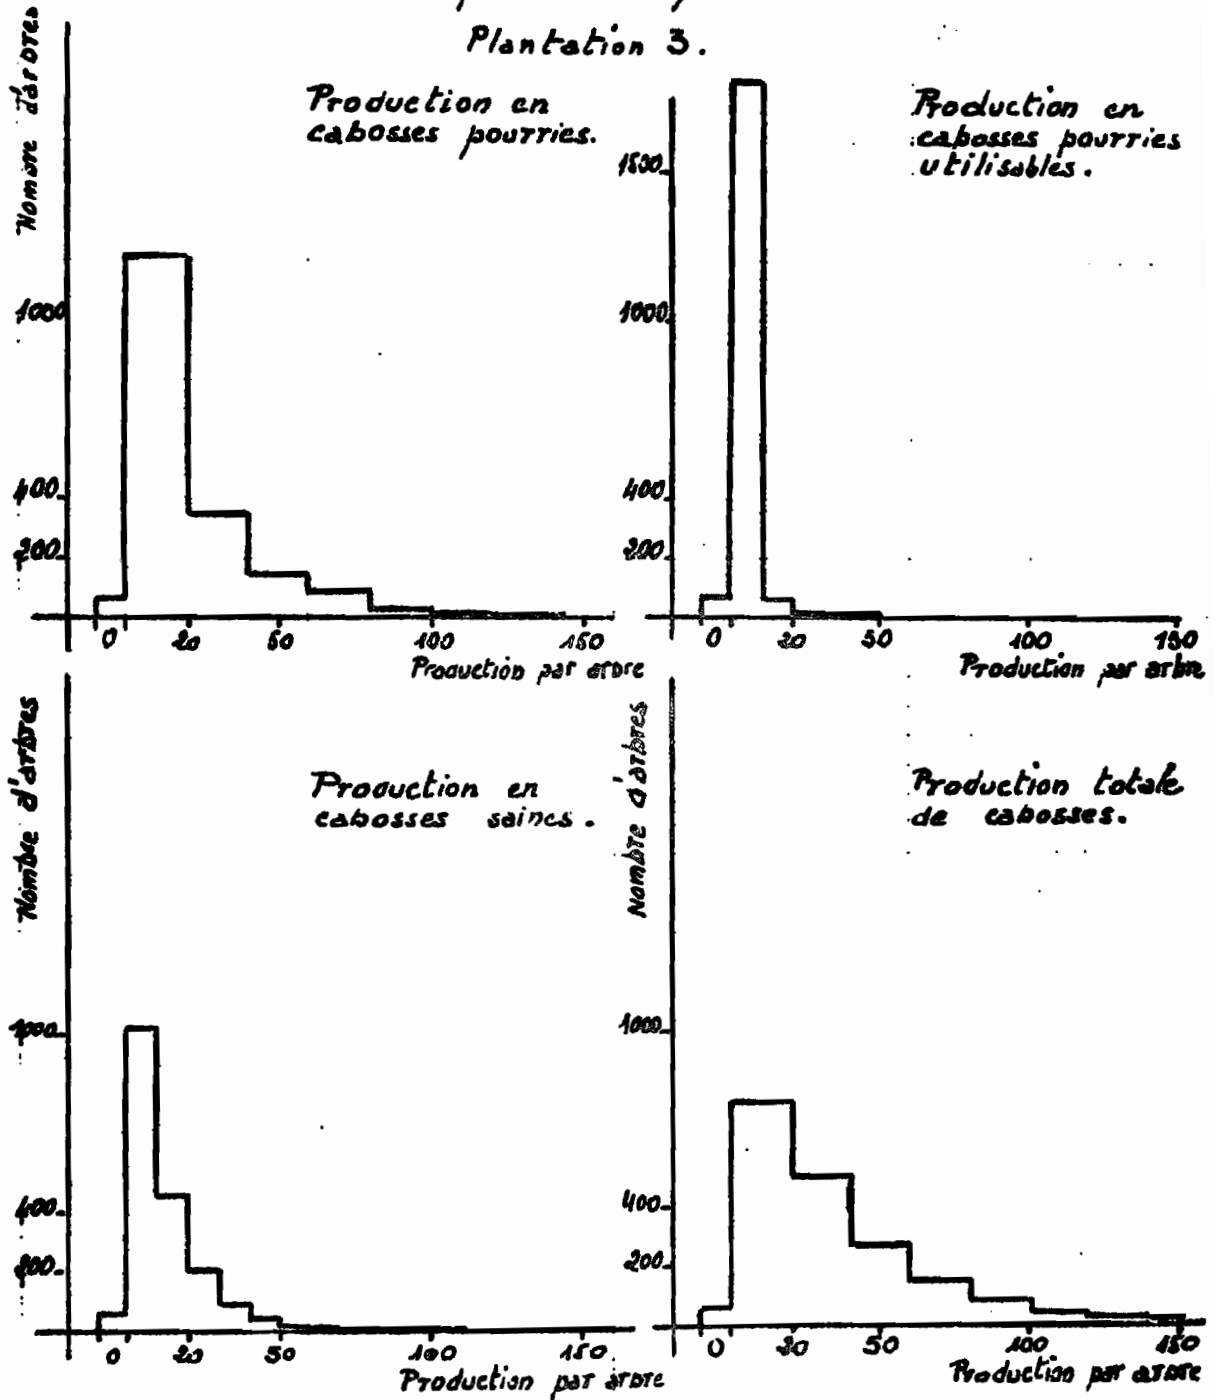 Plantation 3.
Nombre d'arbres
Production en
cabosses pourries.
1000
400
200
0 20 50 100 150
Production par arbre
Production en
cabosses pourries
utilisables.
1500
1000
400
200
0 20 50 100 150
Production par arbre
Nombre d'arbres
Production en
cabosses saines.
1000
400
200
0 20 50 100 150
Production par arbre
Nombre d'arbres
Production totale
de cabosses.
1000
400
200
0 20 50 100 150
Production par arbre